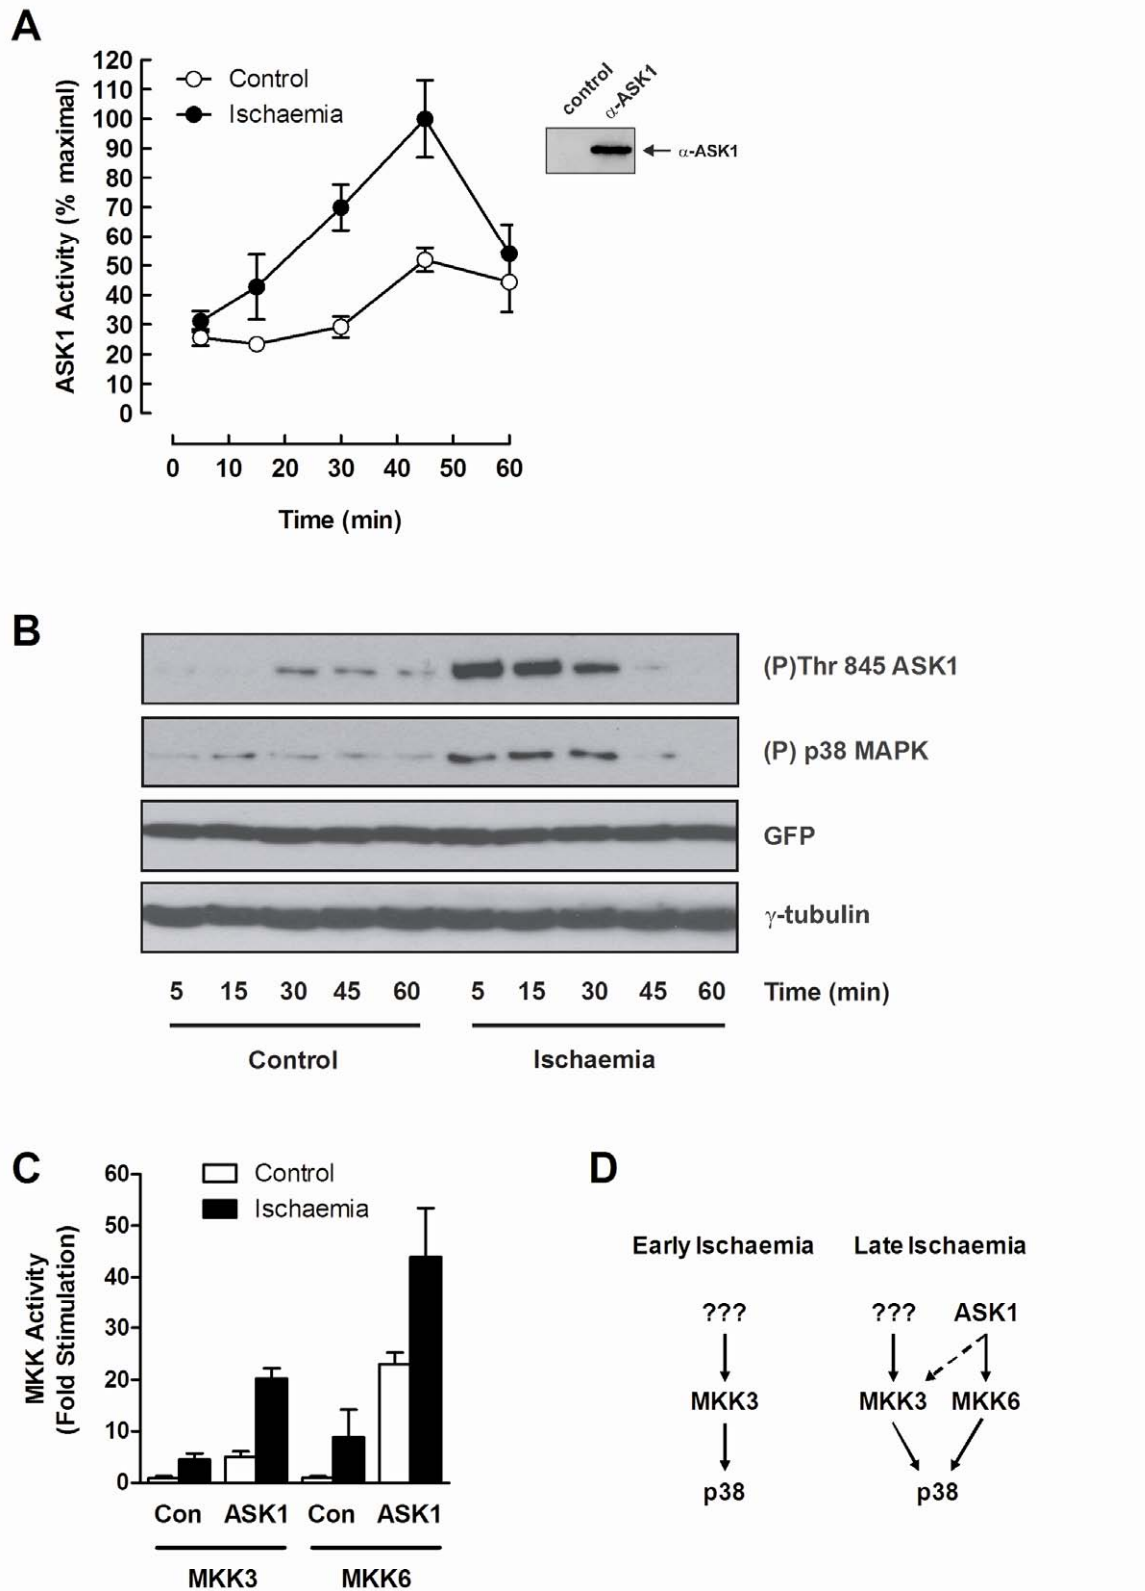 A
120
110
100
90
80
70
60
50
40
30
20
10
0
ASK1 Activity (% maximal)
Control
Ischaemia
0 10 20 30 40 50 60
Time (min)
control
α-ASK1
α-ASK1
B
(P)Thr 845 ASK1
(P) p38 MAPK
GFP
γ-tubulin
5 15 30 45 60 5 15 30 45 60 Time (min)
Control Ischaemia
C
60
50
40
30
20
10
0
MKK Activity
(Fold Stimulation)
Control
Ischaemia
Con ASK1 Con ASK1
MKK3 MKK6
D
Early Ischaemia Late Ischaemia
??? ??? ASK1
MKK3 MKK3 MKK6
p38 p38